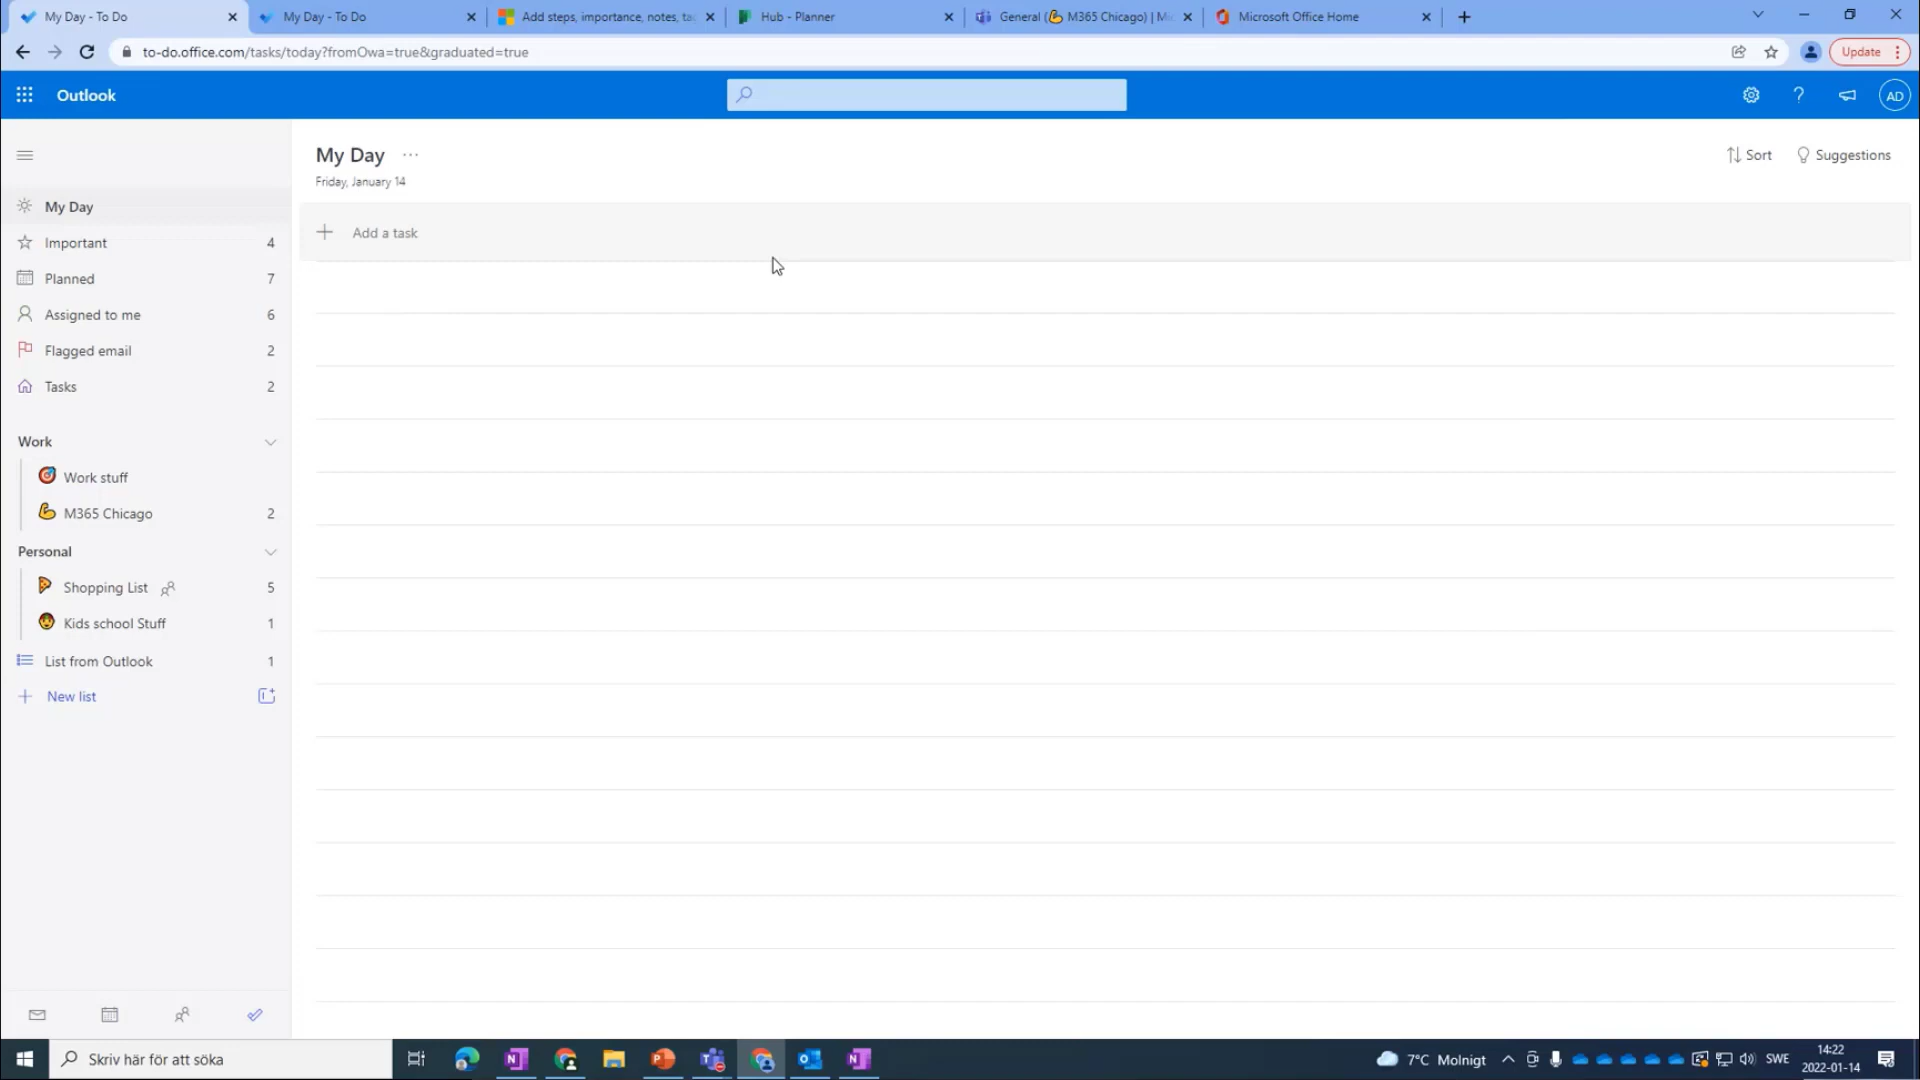 My Day - To Do
My Day - To Do
Add steps, importance, notes, ta
Hub - Planner
General (💪 M365 Chicago) | Mi
Microsoft Office Home
to-do.office.com/tasks/today?fromOwa=true&graduated=true
Update
Outlook
AD
My Day
Friday, January 14
Sort
Suggestions
Add a task
My Day
Important 4
Planned 7
Assigned to me 6
Flagged email 2
Tasks 2
Work
Work stuff
M365 Chicago 2
Personal
Shopping List 5
Kids school Stuff 1
List from Outlook 1
New list
Skriv här för att söka
7°C Molnigt
SWE
14:22
2022-01-14